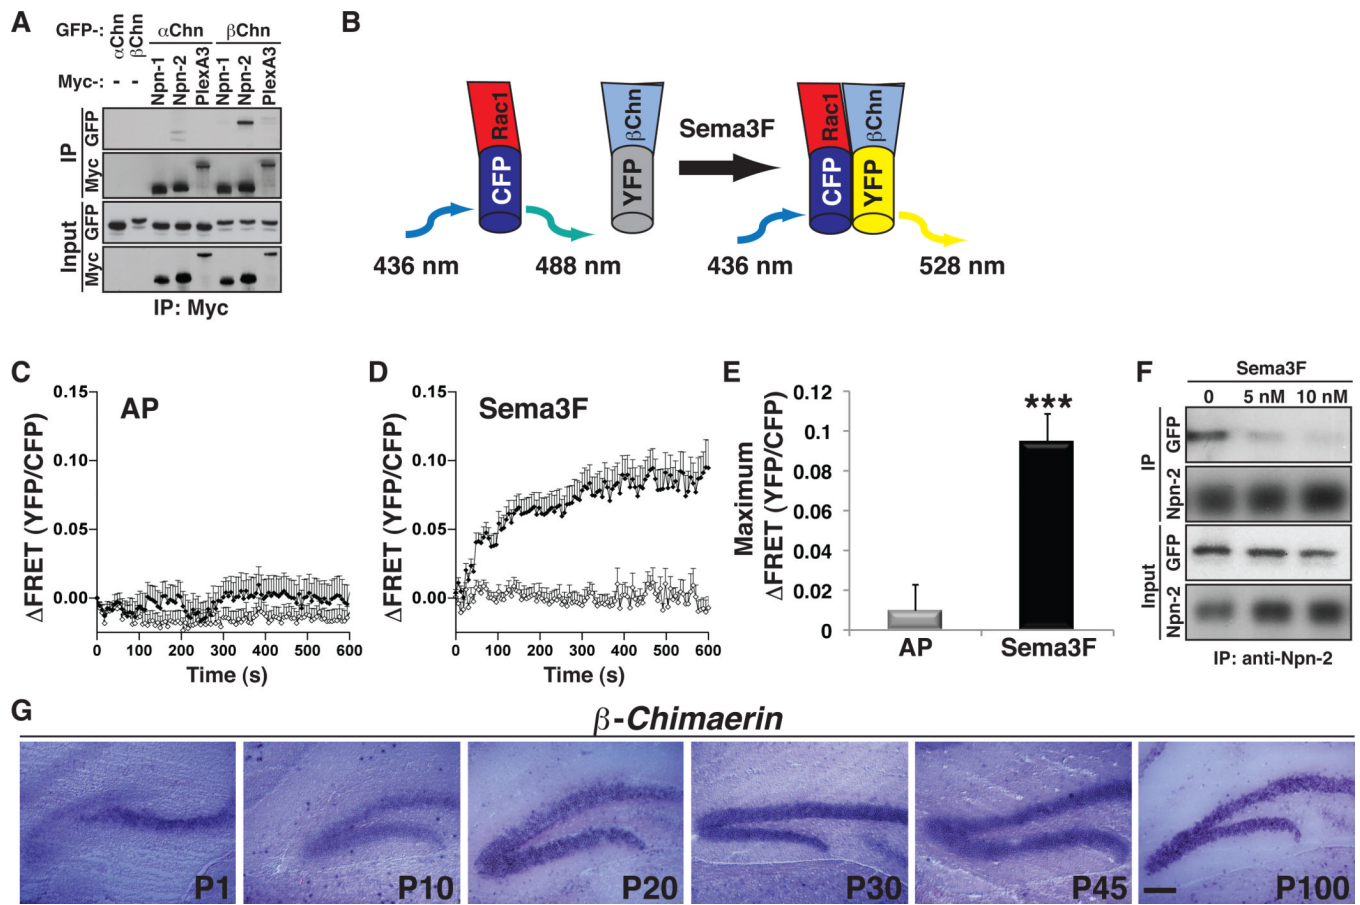 A
GFP-: αChn βChn αChn βChn
Myc-: - - Npn-1 Npn-2 PlexA3 Npn-1 Npn-2 PlexA3
IP GFP
Myc
Input GFP
Myc
IP: Myc
B
Rac1 βChn Sema3F Rac1 βChn
CFP YFP CFP YFP
436 nm 488 nm 436 nm 528 nm
C
AP
ΔFRET (YFP/CFP)
0.15
0.10
0.05
0.00
0 100 200 300 400 500 600
Time (s)
D
Sema3F
ΔFRET (YFP/CFP)
0.15
0.10
0.05
0.00
0 100 200 300 400 500 600
Time (s)
E
Maximum
ΔFRET (YFP/CFP)
0.12
0.1
0.08
0.06
0.04
0.02
0
***
AP Sema3F
F
Sema3F
0 5 nM 10 nM
IP GFP
Npn-2
Input GFP
Npn-2
IP: anti-Npn-2
G
β-Chimaerin
P1 P10 P20 P30 P45 P100